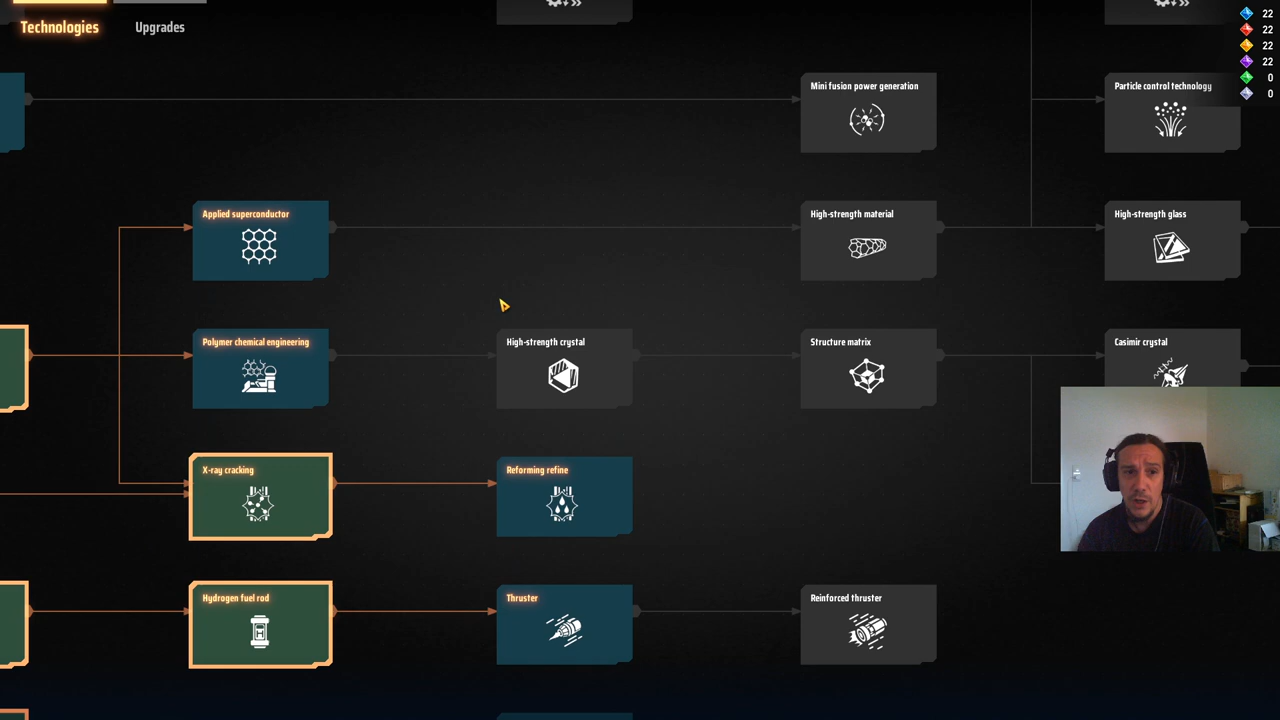 Technologies
Upgrades
22
22
22
22
0
0
Mini fusion power generation
Particle control technology
Applied superconductor
High-strength material
High-strength glass
Polymer chemical engineering
High-strength crystal
Structure matrix
Casimir crystal
X-ray cracking
Reforming refine
Hydrogen fuel rod
Thruster
Reinforced thruster